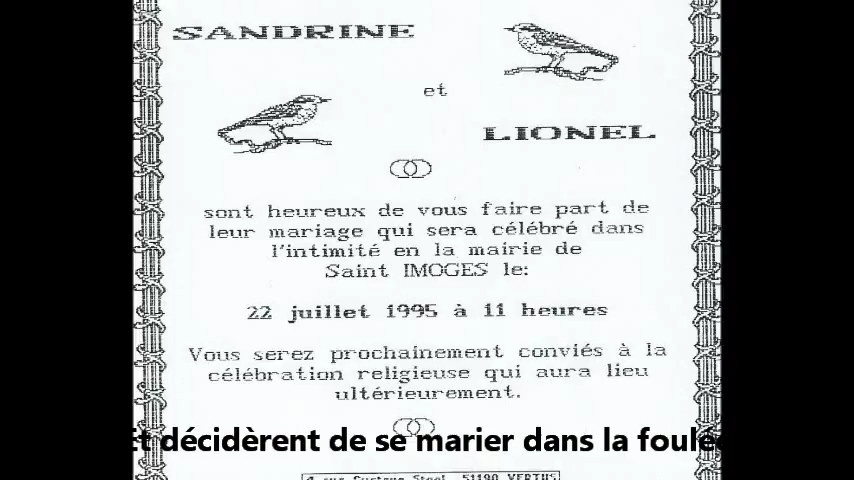 SANDRINE
et
LIONEL
sont heureux de vous faire part de
leur mariage qui sera célébré dans
l'intimité en la mairie de
Saint IMOGES le:
22 juillet 1995 à 11 heures
Vous serez prochainement conviés à la
célébration religieuse qui aura lieu
ultérieurement.
Et décidèrent de se marier dans la foulée
51190 VERTUS